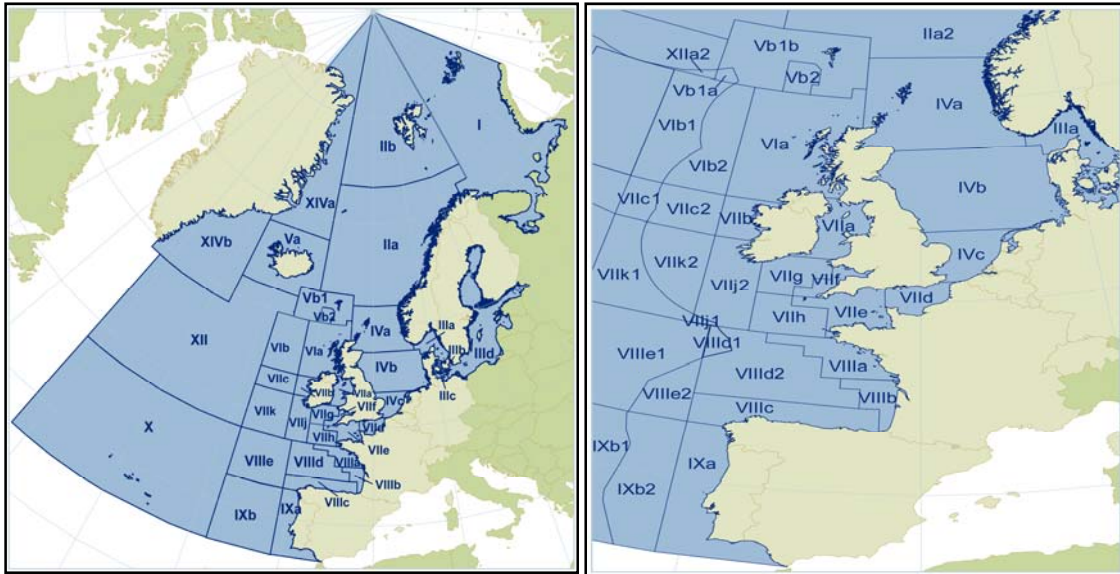 I
IIb
XIVa
Va
XIVb
IIa
Vb1
Vb2
IVa
IIIa
XII
VIb
VIa
IVb
IIIb
IIId
VIIc
VIIb
VIIa
IVc
IIIc
VIIk
VIIj
VIIg
VIIf
VIId
VIIh
VIIe
X
VIIIe
VIIId
VIIIa
VIIIb
VIIIc
IXb
IXa
XIIa2
Vb1b
IIa2
Vb1a
Vb2
VIb1
VIa
IVa
IIIa
VIb2
IVb
VIIc1
VIIc2
VIIb
VIIa
IVc
VIIk1
VIIk2
VIIj2
VIIg
VIIf
VIId
VIIh
VIIe
VIIj1
VIIId1
VIIIe1
VIIId2
VIIIa
VIIIe2
VIIIb
VIIIc
IXb1
IXa
IXb2